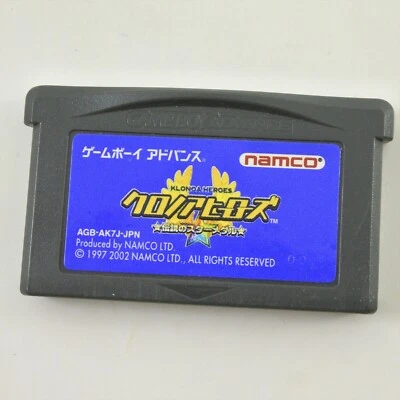 ゲームボーイ アドバンス®
namco®
KLONOA HEROES
クロノアヒーローズ™
★伝説のスターメダル★
AGB-AK7J-JPN
Produced by NAMCO LTD.
© 1997 2002 NAMCO LTD., ALL RIGHTS RESERVED